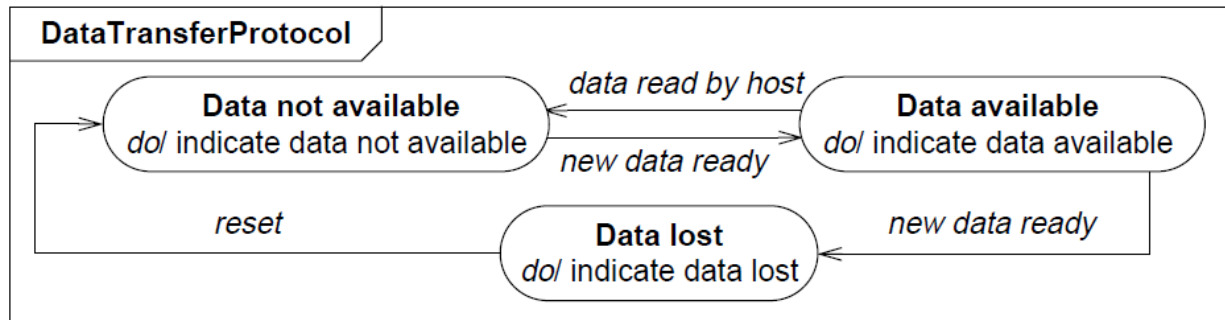 DataTransferProtocol
data read by host
Data not available
do/ indicate data not available
Data available
do/ indicate data available
new data ready
reset
new data ready
Data lost
do/ indicate data lost